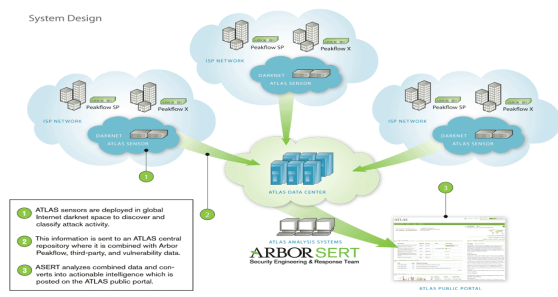 System Design
Peakflow SP
Peakflow X
ISP NETWORK
DARKNET
ATLAS SENSOR
Peakflow SP
Peakflow X
ISP NETWORK
DARKNET
ATLAS SENSOR
Peakflow SP
Peakflow X
ISP NETWORK
DARKNET
ATLAS SENSOR
1
2
3
ATLAS DATA CENTER
ATLAS ANALYSIS SYSTEMS
ARBOR SERT
Security Engineering & Response Team
ATLAS
ATLAS PUBLIC PORTAL
1 ATLAS sensors are deployed in global
Internet darknet space to discover and
classify attack activity.
2 This information is sent to an ATLAS central
repository where it is combined with Arbor
Peakflow, third-party, and vulnerability data.
3 ASERT analyzes combined data and con-
verts into actionable intelligence which is
posted on the ATLAS public portal.